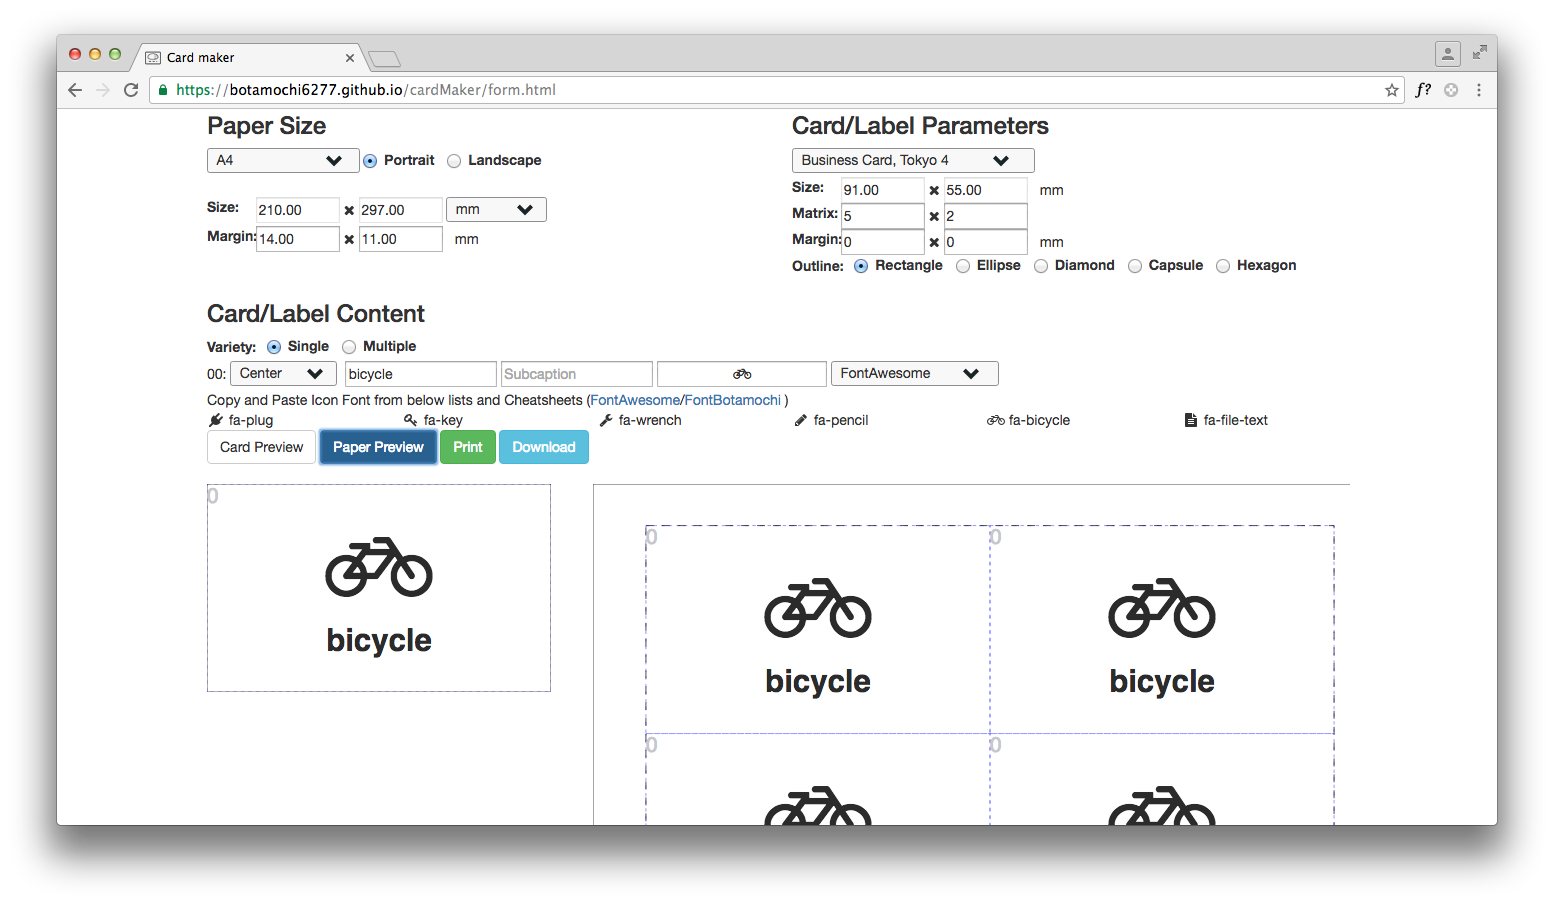 Card maker
https://botamochi6277.github.io/cardMaker/form.html
f?
Paper Size
A4
Portrait
Landscape
Size: 210.00 × 297.00 mm
Margin: 14.00 × 11.00 mm
Card/Label Parameters
Business Card, Tokyo 4
Size: 91.00 × 55.00 mm
Matrix: 5 × 2
Margin: 0 × 0 mm
Outline: Rectangle Ellipse Diamond Capsule Hexagon
Card/Label Content
Variety: Single Multiple
00: Center bicycle Subcaption FontAwesome
Copy and Paste Icon Font from below lists and Cheatsheets (FontAwesome/FontBotamochi )
fa-plug fa-key fa-wrench fa-pencil fa-bicycle fa-file-text
Card Preview Paper Preview Print Download
0
bicycle
0 0
bicycle bicycle
0 0